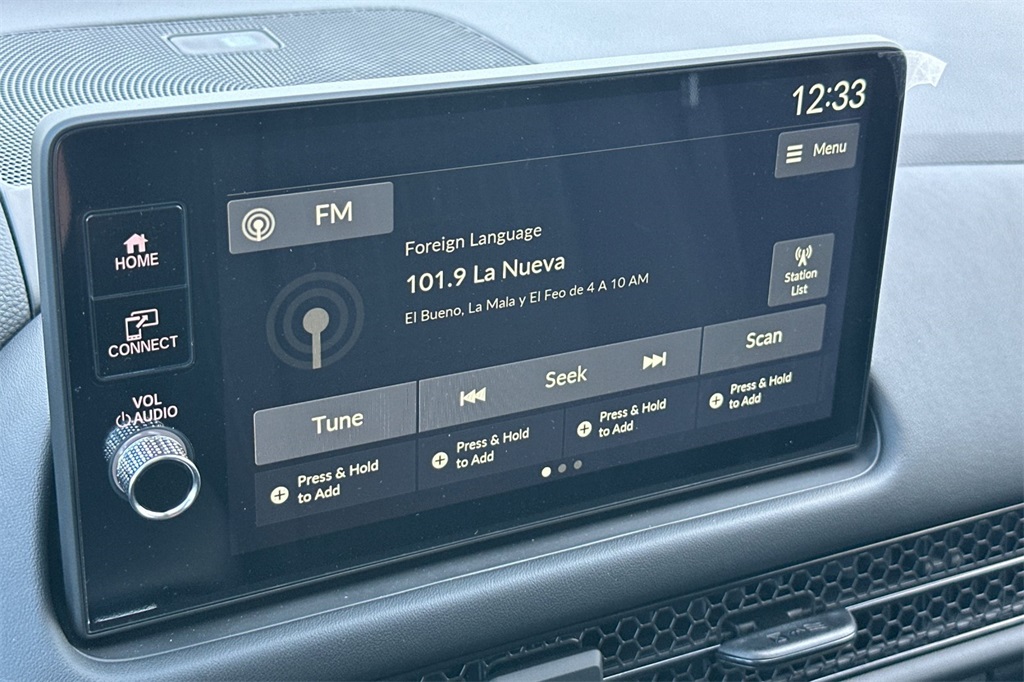 12:33
Menu
FM
HOME
CONNECT
VOL
AUDIO
Foreign Language
101.9 La Nueva
El Bueno, La Mala y El Feo de 4 A 10 AM
Station
List
Tune
Seek
Scan
Press & Hold
to Add
Press & Hold
to Add
Press & Hold
to Add
Press & Hold
to Add